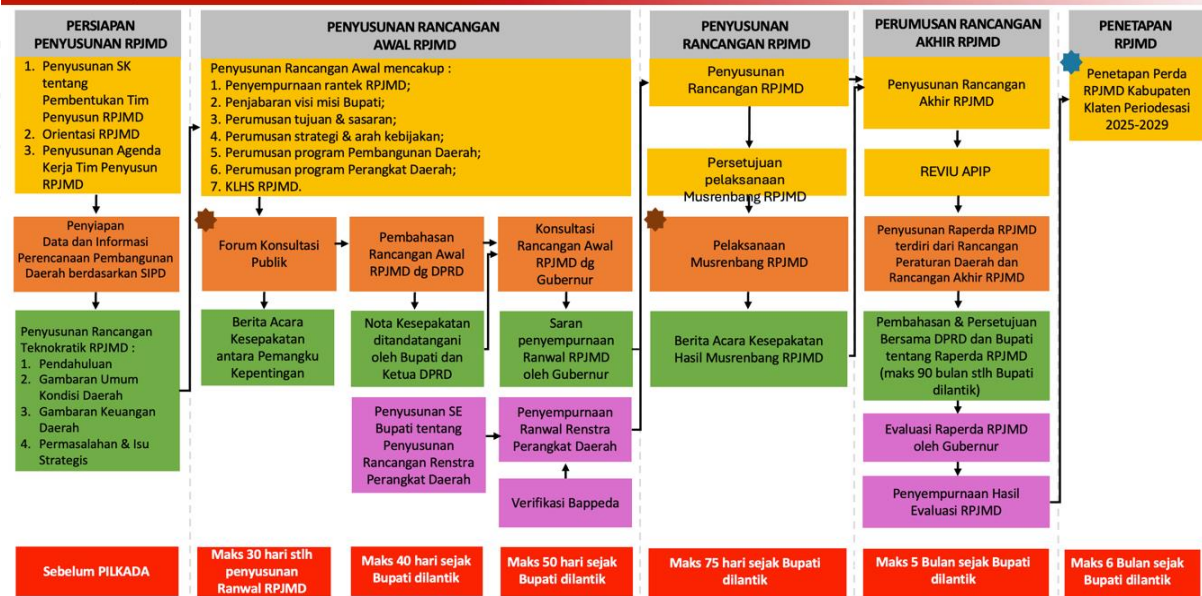 PERSIAPAN
PENYUSUNAN RPJMD
1. Penyusunan SK
tentang
Pembentukan Tim
Penyusun RPJMD
2. Orientasi RPJMD
3. Penyusunan Agenda
Kerja Tim Penyusun
RPJMD
Penyiapan
Data dan Informasi
Perencanaan Pembangunan
Daerah berdasarkan SIPD
Penyusunan Rancangan
Teknokratik RPJMD :
1. Pendahuluan
2. Gambaran Umum
Kondisi Daerah
3. Gambaran Keuangan
Daerah
4. Permasalahan & Isu
Strategis
Sebelum PILKADA
PENYUSUNAN RANCANGAN
AWAL RPJMD
Penyusunan Rancangan Awal mencakup :
1. Penyempurnaan rantek RPJMD;
2. Penjabaran visi misi Bupati;
3. Perumusan tujuan & sasaran;
4. Perumusan strategi & arah kebijakan;
5. Perumusan program Pembangunan Daerah;
6. Perumusan program Perangkat Daerah;
7. KLHS RPJMD.
Forum Konsultasi
Publik
Berita Acara
Kesepakatan
antara Pemangku
Kepentingan
Maks 30 hari stlh
penyusunan
Ranwal RPJMD
Pembahasan
Rancangan Awal
RPJMD dg DPRD
Nota Kesepakatan
ditandatangani
oleh Bupati dan
Ketua DPRD
Penyusunan SE
Bupati tentang
Penyusunan
Rancangan Renstra
Perangkat Daerah
Maks 40 hari sejak
Bupati dilantik
Konsultasi
Rancangan Awal
RPJMD dg
Gubernur
Saran
penyempurnaan
Ranwal RPJMD
oleh Gubernur
Penyempurnaan
Ranwal Renstra
Perangkat Daerah
Verifikasi Bappeda
Maks 50 hari sejak
Bupati dilantik
PENYUSUNAN
RANCANGAN RPJMD
Penyusunan
Rancangan RPJMD
Persetujuan
pelaksanaan
Musrenbang RPJMD
Pelaksanaan
Musrenbang RPJMD
Berita Acara Kesepakatan
Hasil Musrenbang RPJMD
Maks 75 hari sejak Bupati
dilantik
PERUMUSAN RANCANGAN
AKHIR RPJMD
Penyusunan Rancangan
Akhir RPJMD
REVIU APIP
Penyusunan Raperda RPJMD
terdiri dari Rancangan
Peraturan Daerah dan
Rancangan Akhir RPJMD
Pembahasan & Persetujuan
Bersama DPRD dan Bupati
tentang Raperda RPJMD
(maks 90 bulan stlh Bupati
dilantik)
Evaluasi Raperda RPJMD
oleh Gubernur
Penyempurnaan Hasil
Evaluasi RPJMD
Maks 5 Bulan sejak Bupati
dilantik
PENETAPAN
RPJMD
Penetapan Perda
RPJMD Kabupaten
Klaten Periodesasi
2025-2029
Maks 6 Bulan sejak
Bupati dilantik